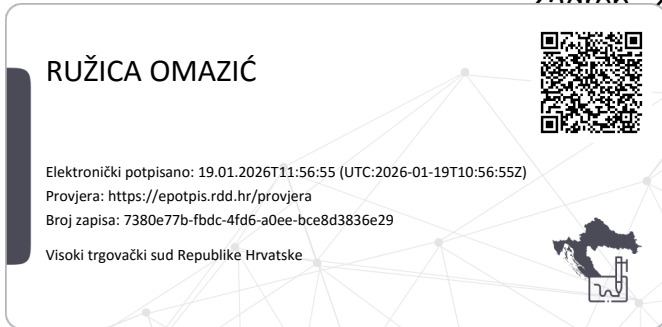 RUŽICA OMAZIĆ
Elektronički potpisano: 19.01.2026T11:56:55 (UTC:2026-01-19T10:56:55Z)
Provjera: https://epotpis.rdd.hr/provjera
Broj zapisa: 7380e77b-fbdc-4fd6-a0ee-bce8d3836e29
Visoki trgovački sud Republike Hrvatske